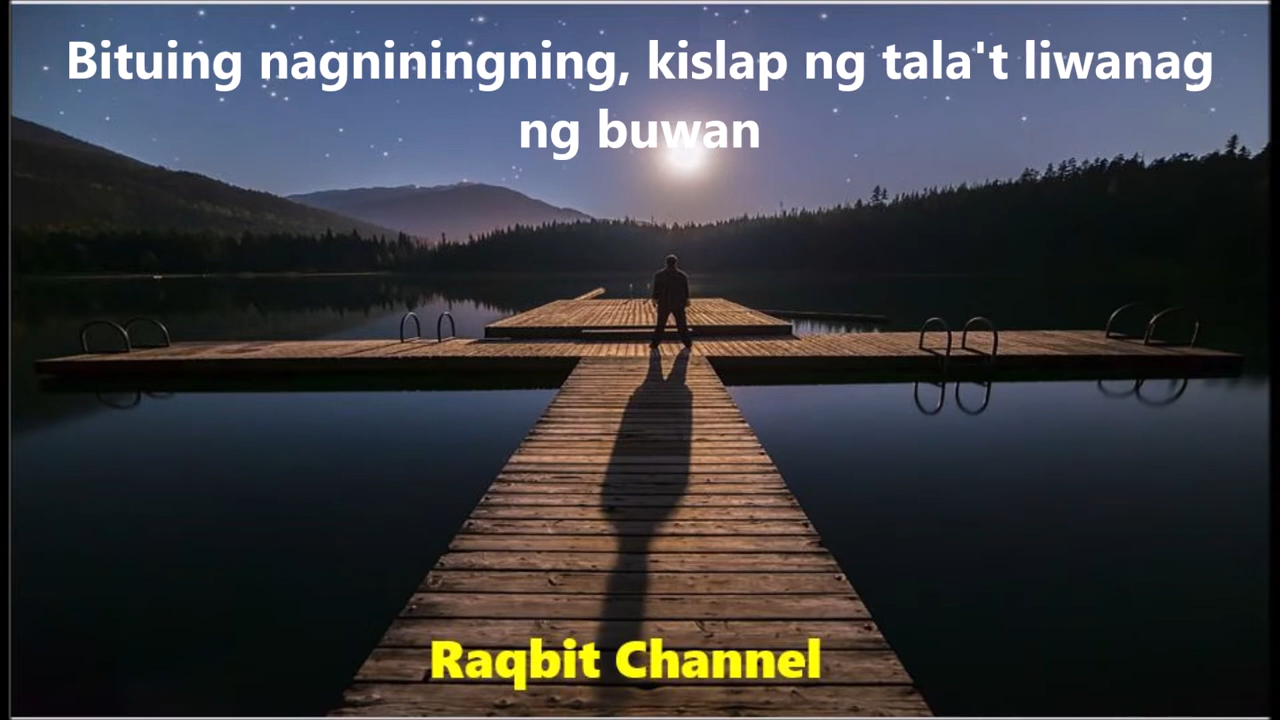 Bituing nagniningning, kislap ng tala't liwanag
ng buwan
Raqbit Channel